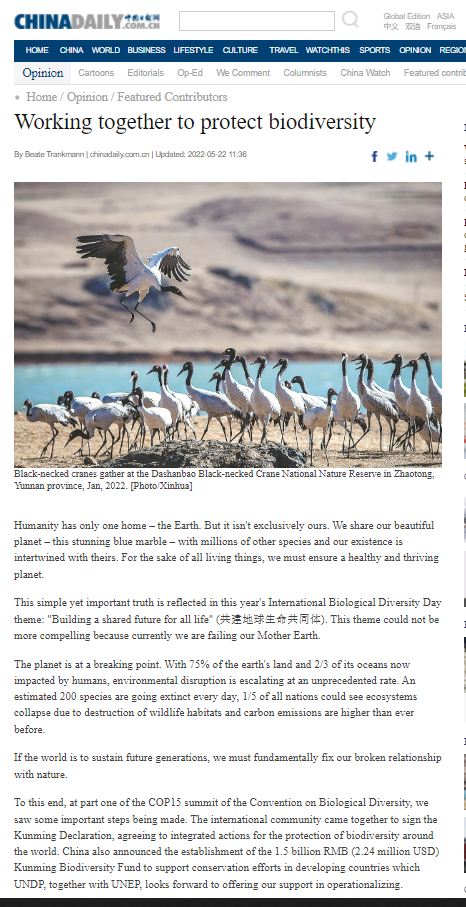 CHINADAILY 中国日报网
.COM.CN
Global Edition ASIA
中文 双语 Français
HOME CHINA WORLD BUSINESS LIFESTYLE CULTURE TRAVEL WATCHTHIS SPORTS OPINION REGION
Opinion Cartoons Editorials Op-Ed We Comment Columnists China Watch Featured contrib
Home / Opinion / Featured Contributors
Working together to protect biodiversity
By Beate Trankmann | chinadaily.com.cn | Updated: 2022-05-22 11:36
Black-necked cranes gather at the Dashanbao Black-necked Crane National Nature Reserve in Zhaotong,
Yunnan province, Jan, 2022. [Photo/Xinhua]
Humanity has only one home – the Earth. But it isn't exclusively ours. We share our beautiful
planet – this stunning blue marble – with millions of other species and our existence is
intertwined with theirs. For the sake of all living things, we must ensure a healthy and thriving
planet.
This simple yet important truth is reflected in this year's International Biological Diversity Day
theme: "Building a shared future for all life" (共建地球生命共同体). This theme could not be
more compelling because currently we are failing our Mother Earth.
The planet is at a breaking point. With 75% of the earth's land and 2/3 of its oceans now
impacted by humans, environmental disruption is escalating at an unprecedented rate. An
estimated 200 species are going extinct every day, 1/5 of all nations could see ecosystems
collapse due to destruction of wildlife habitats and carbon emissions are higher than ever
before.
If the world is to sustain future generations, we must fundamentally fix our broken relationship
with nature.
To this end, at part one of the COP15 summit of the Convention on Biological Diversity, we
saw some important steps being made. The international community came together to sign the
Kunming Declaration, agreeing to integrated actions for the protection of biodiversity around
the world. China also announced the establishment of the 1.5 billion RMB (2.24 million USD)
Kunming Biodiversity Fund to support conservation efforts in developing countries which
UNDP, together with UNEP, looks forward to offering our support in operationalizing.